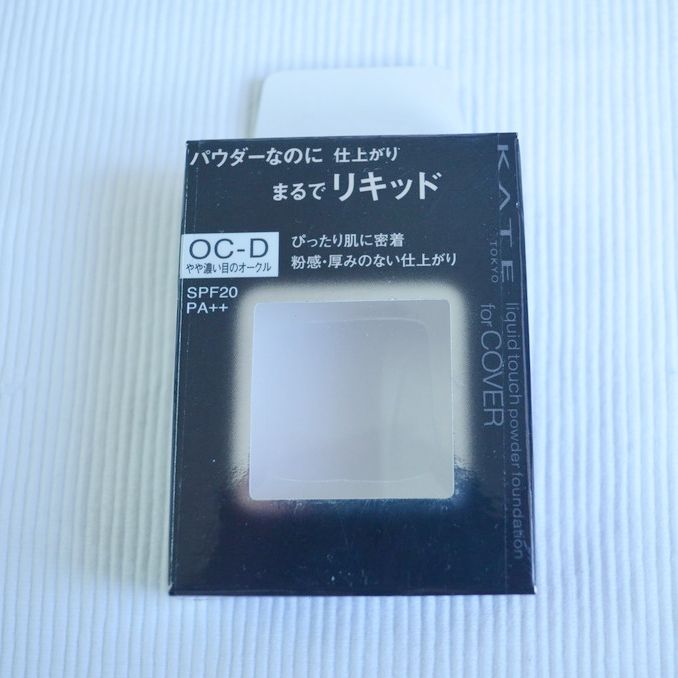 パウダーなのに 仕上がり
まるでリキッド
OC-D
やや濃い目のオークル
ぴったり肌に密着
粉感・厚みのない仕上がり
SPF20
PA++
KATE
TOKYO
liquid touch powder foundation
for COVER